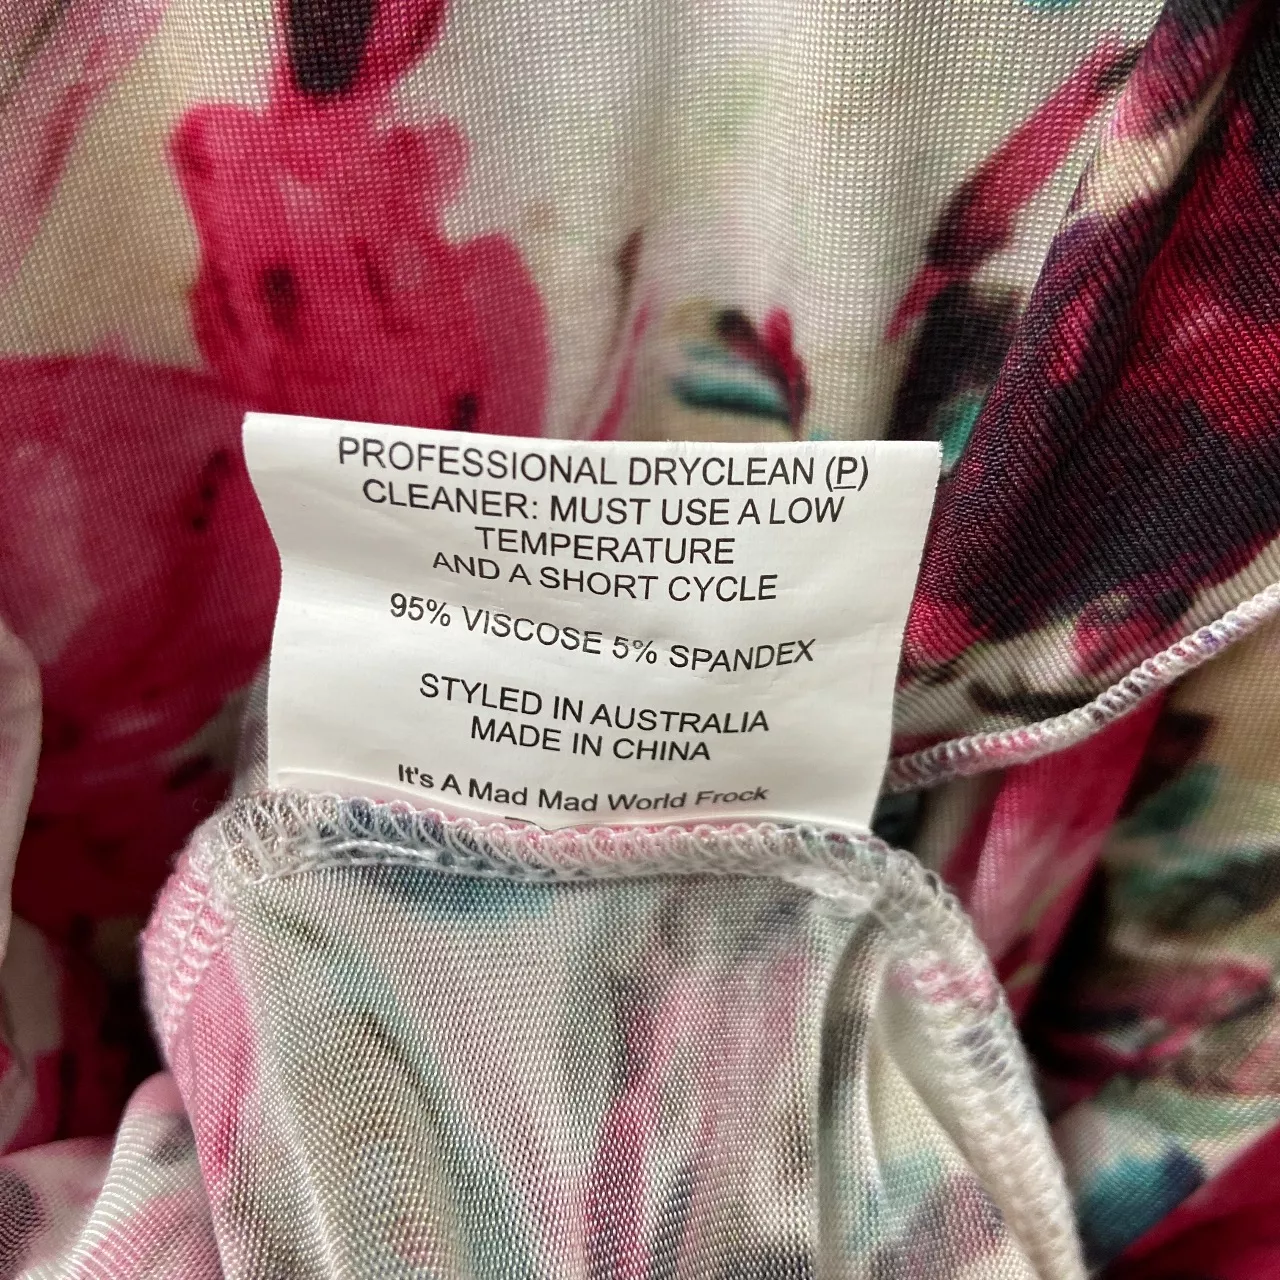 PROFESSIONAL DRYCLEAN (P)
CLEANER: MUST USE A LOW
TEMPERATURE
AND A SHORT CYCLE
95% VISCOSE 5% SPANDEX
STYLED IN AUSTRALIA
MADE IN CHINA
It's A Mad Mad World Frock